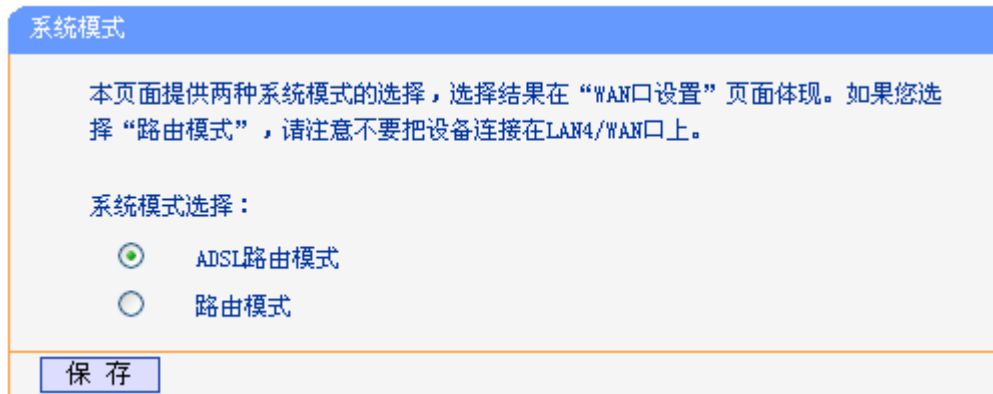 系统模式
本页面提供两种系统模式的选择，选择结果在“WAN口设置”页面体现。如果您选
择“路由模式”，请注意不要把设备连接在LAN4/WAN口上。
系统模式选择：
ADSL路由模式
路由模式
保 存